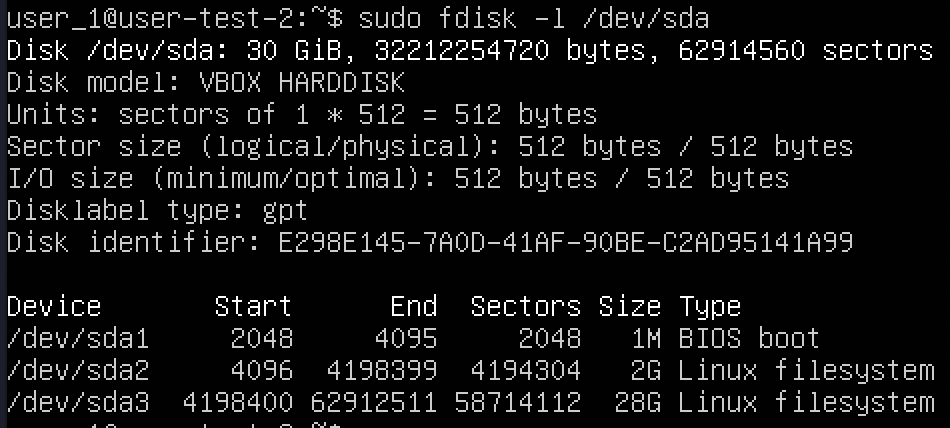 user_1@user-test-2:~$ sudo fdisk -l /dev/sda
Disk /dev/sda: 30 GiB, 32212254720 bytes, 62914560 sectors
Disk model: VBOX HARDDISK
Units: sectors of 1 * 512 = 512 bytes
Sector size (logical/physical): 512 bytes / 512 bytes
I/O size (minimum/optimal): 512 bytes / 512 bytes
Disklabel type: gpt
Disk identifier: E298E145-7A0D-41AF-90BE-C2AD95141A99
Device Start End Sectors Size Type
/dev/sda1 2048 4095 2048 1M BIOS boot
/dev/sda2 4096 4198399 4194304 2G Linux filesystem
/dev/sda3 4198400 62912511 58714112 28G Linux filesystem